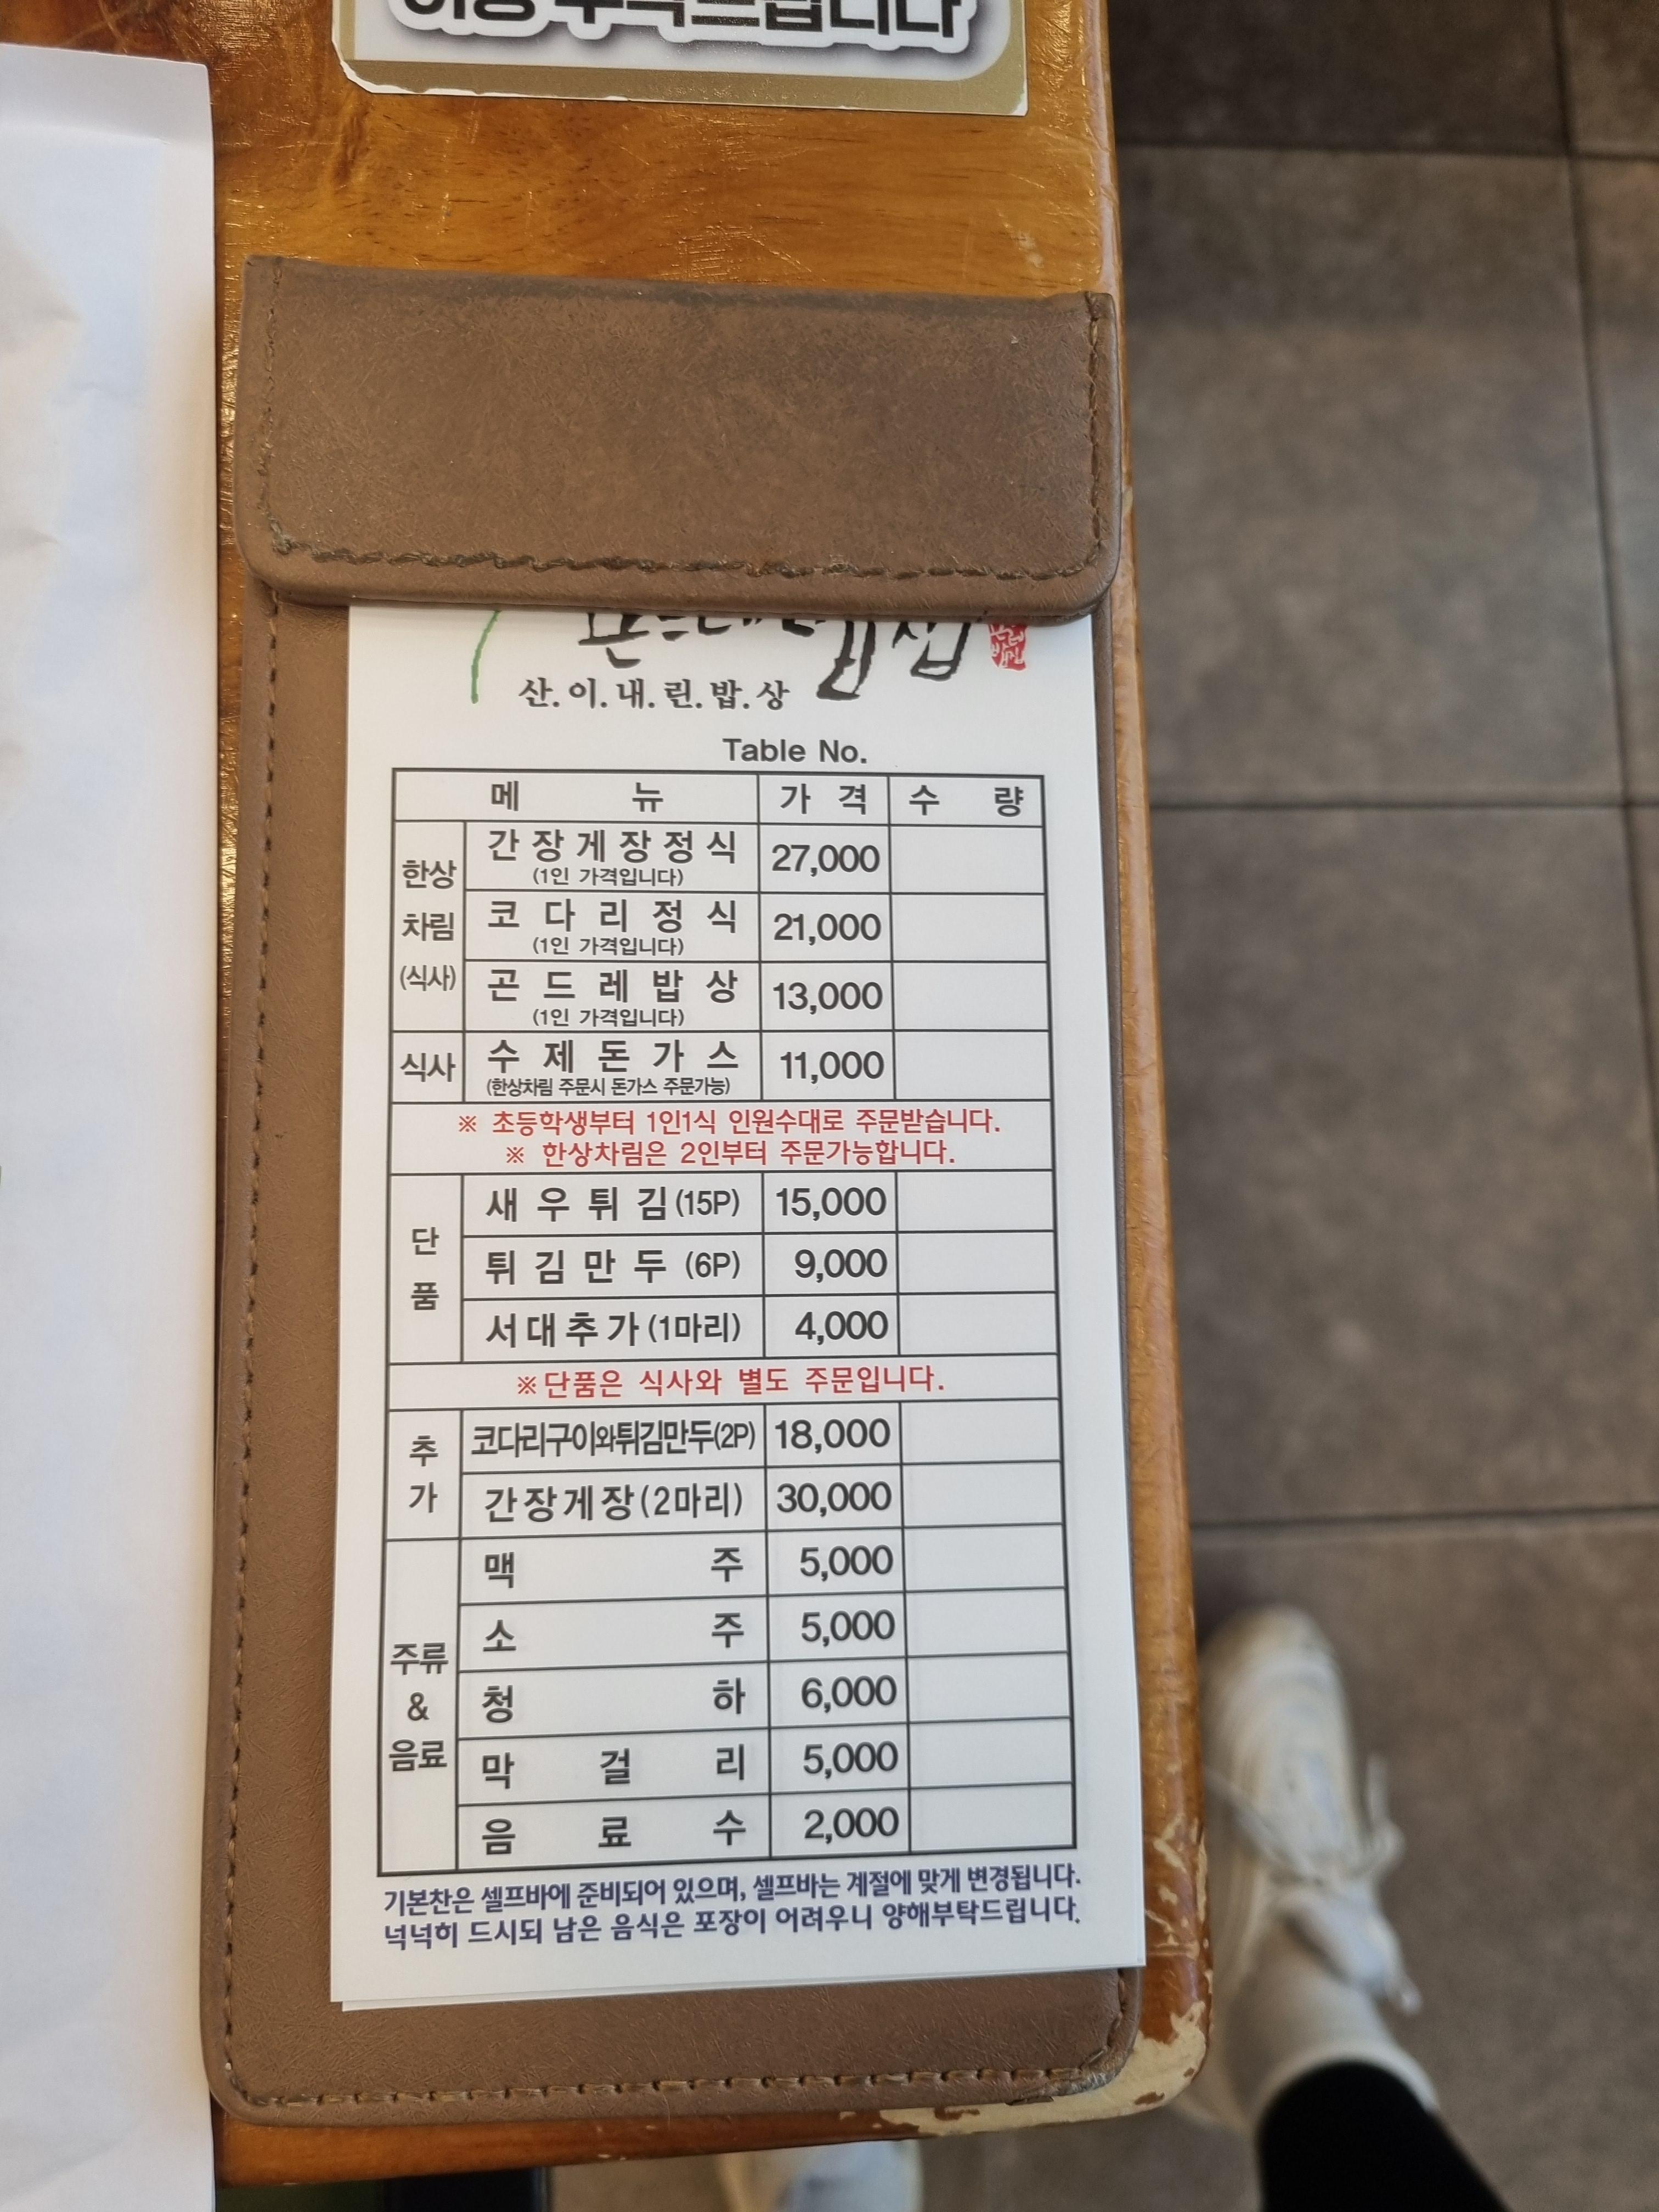 부탁드립니다
산.이.내.린.밥.상
Table No.
메 뉴 가 격 수 량
한상
차림
(식사)
간장게장정식 27,000
(1인 가격입니다)
코다리정식 21,000
(1인 가격입니다)
곤드레밥상 13,000
(1인 가격입니다)
식사 수제돈가스 11,000
(한상차림 주문시 돈가스 주문가능)
※ 초등학생부터 1인1식 인원수대로 주문받습니다.
※ 한상차림은 2인부터 주문가능합니다.
단
품
새우튀김(15P) 15,000
튀김만두 (6P) 9,000
서대추가(1마리) 4,000
※단품은 식사와 별도 주문입니다.
추
가
코다리구이와튀김만두(2P) 18,000
간장게장(2마리) 30,000
주류
&
음료
맥 주 5,000
소 주 5,000
청 하 6,000
막 걸 리 5,000
음 료 수 2,000
기본찬은 셀프바에 준비되어 있으며, 셀프바는 계절에 맞게 변경됩니다.
넉넉히 드시되 남은 음식은 포장이 어려우니 양해부탁드립니다.